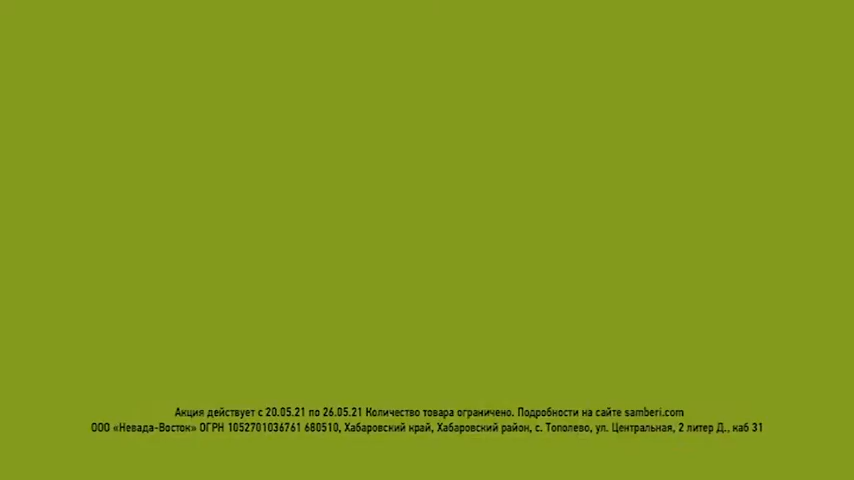 Акция действует с 20.05.21 по 26.05.21 Количество товара ограничено. Подробности на сайте samberi.com
ООО «Невада-Восток» ОГРН 1052701036761 680510, Хабаровский край, Хабаровский район, с. Тополево, ул. Центральная, 2 литер Д., каб 31